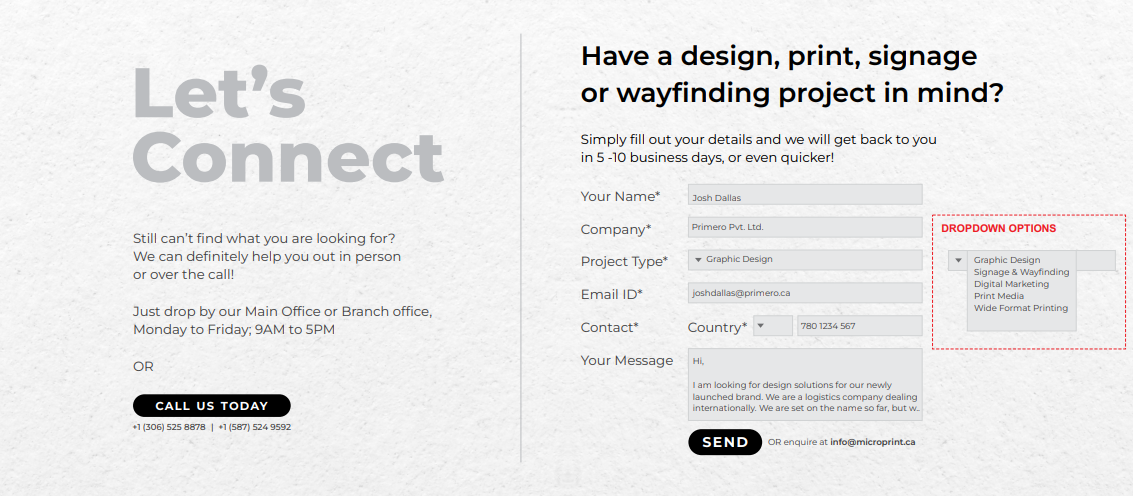 Let's
Connect
Still can't find what you are looking for?
We can definitely help you out in person
or over the call!
Just drop by our Main Office or Branch office,
Monday to Friday; 9AM to 5PM
OR
CALL US TODAY
+1 (306) 525 8878 | +1 (587) 524 9592
Have a design, print, signage
or wayfinding project in mind?
Simply fill out your details and we will get back to you
in 5 -10 business days, or even quicker!
Your Name* Josh Dallas
Company* Primero Pvt. Ltd.
Project Type* Graphic Design
Email ID* joshdallas@primero.ca
Contact* Country* 780 1234 567
Your Message Hi,
I am looking for design solutions for our newly
launched brand. We are a logistics company dealing
internationally. We are set on the name so far, but w..
SEND OR enquire at info@microprint.ca
DROPDOWN OPTIONS
Graphic Design
Signage & Wayfinding
Digital Marketing
Print Media
Wide Format Printing